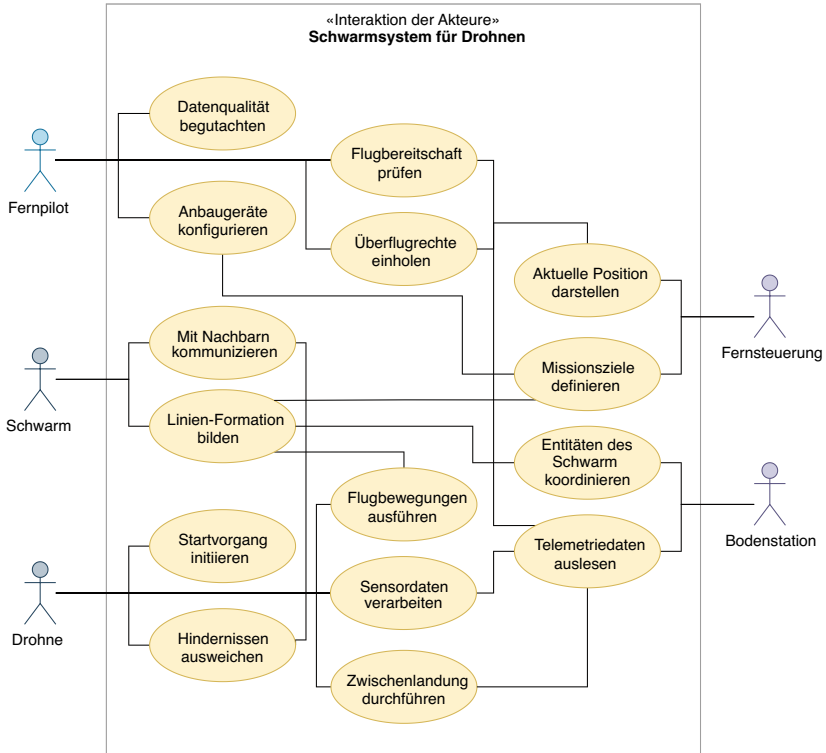 «Interaktion der Akteure»
Schwarmsystem für Drohnen
Datenqualität
begutachten
Fernpilot
Flugbereitschaft
prüfen
Anbaugeräte
konfigurieren
Überflugrechte
einholen
Aktuelle Position
darstellen
Fernsteuerung
Mit Nachbarn
kommunizieren
Schwarm
Missionsziele
definieren
Linien-Formation
bilden
Entitäten des
Schwarm
koordinieren
Flugbewegungen
ausführen
Bodenstation
Startvorgang
initiieren
Telemetriedaten
auslesen
Sensordaten
verarbeiten
Drohne
Hindernissen
ausweichen
Zwischenlandung
durchführen